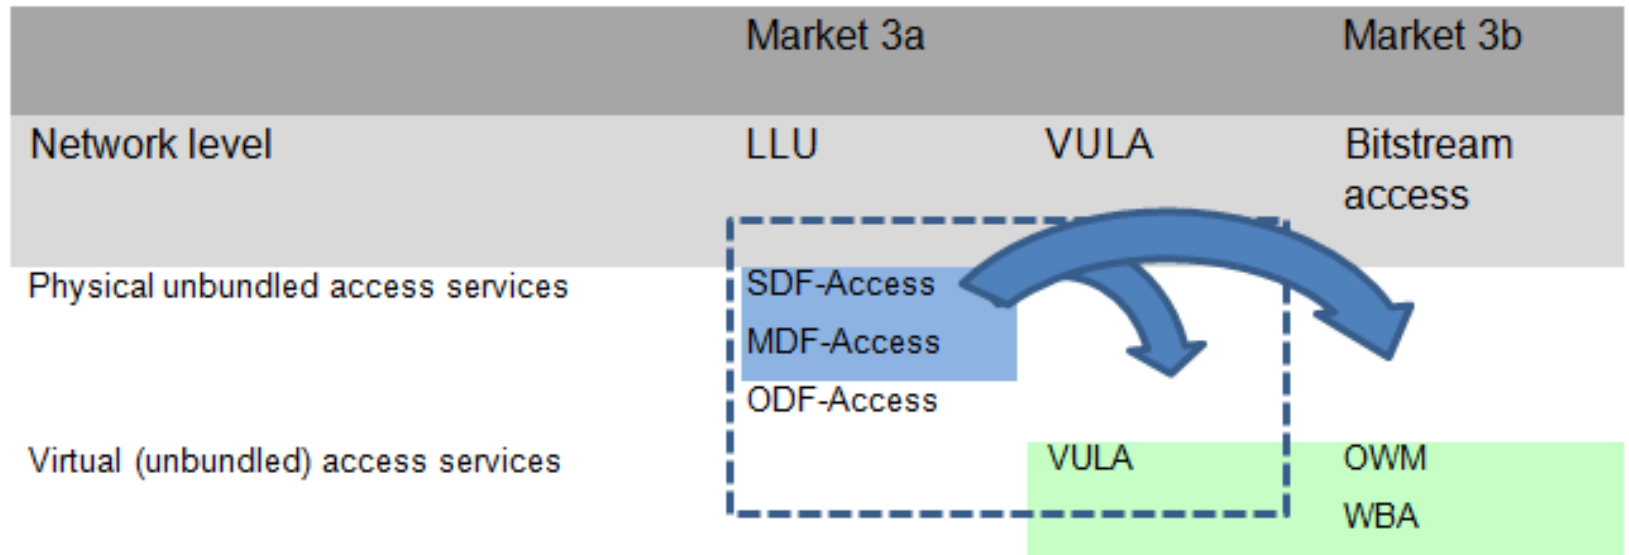 Market 3a Market 3b
Network level LLU VULA Bitstream
access
Physical unbundled access services SDF-Access
MDF-Access
ODF-Access
Virtual (unbundled) access services VULA OWM
WBA